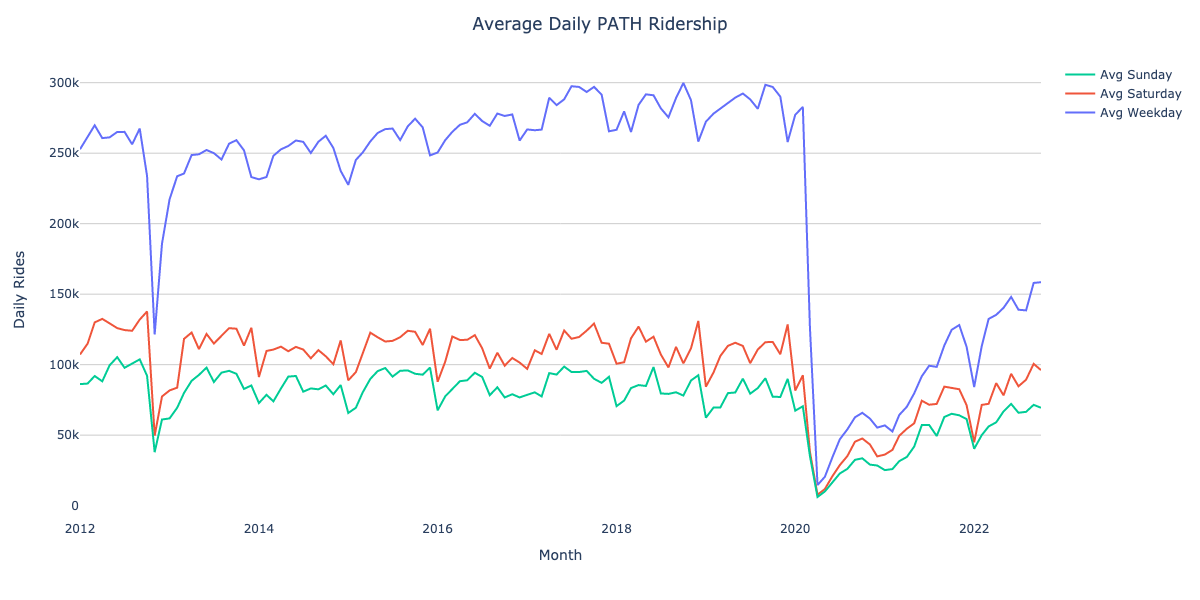 Average Daily PATH Ridership
Avg Sunday
Avg Saturday
Avg Weekday
Daily Rides
300k
250k
200k
150k
100k
50k
0
2012 2014 2016 2018 2020 2022
Month